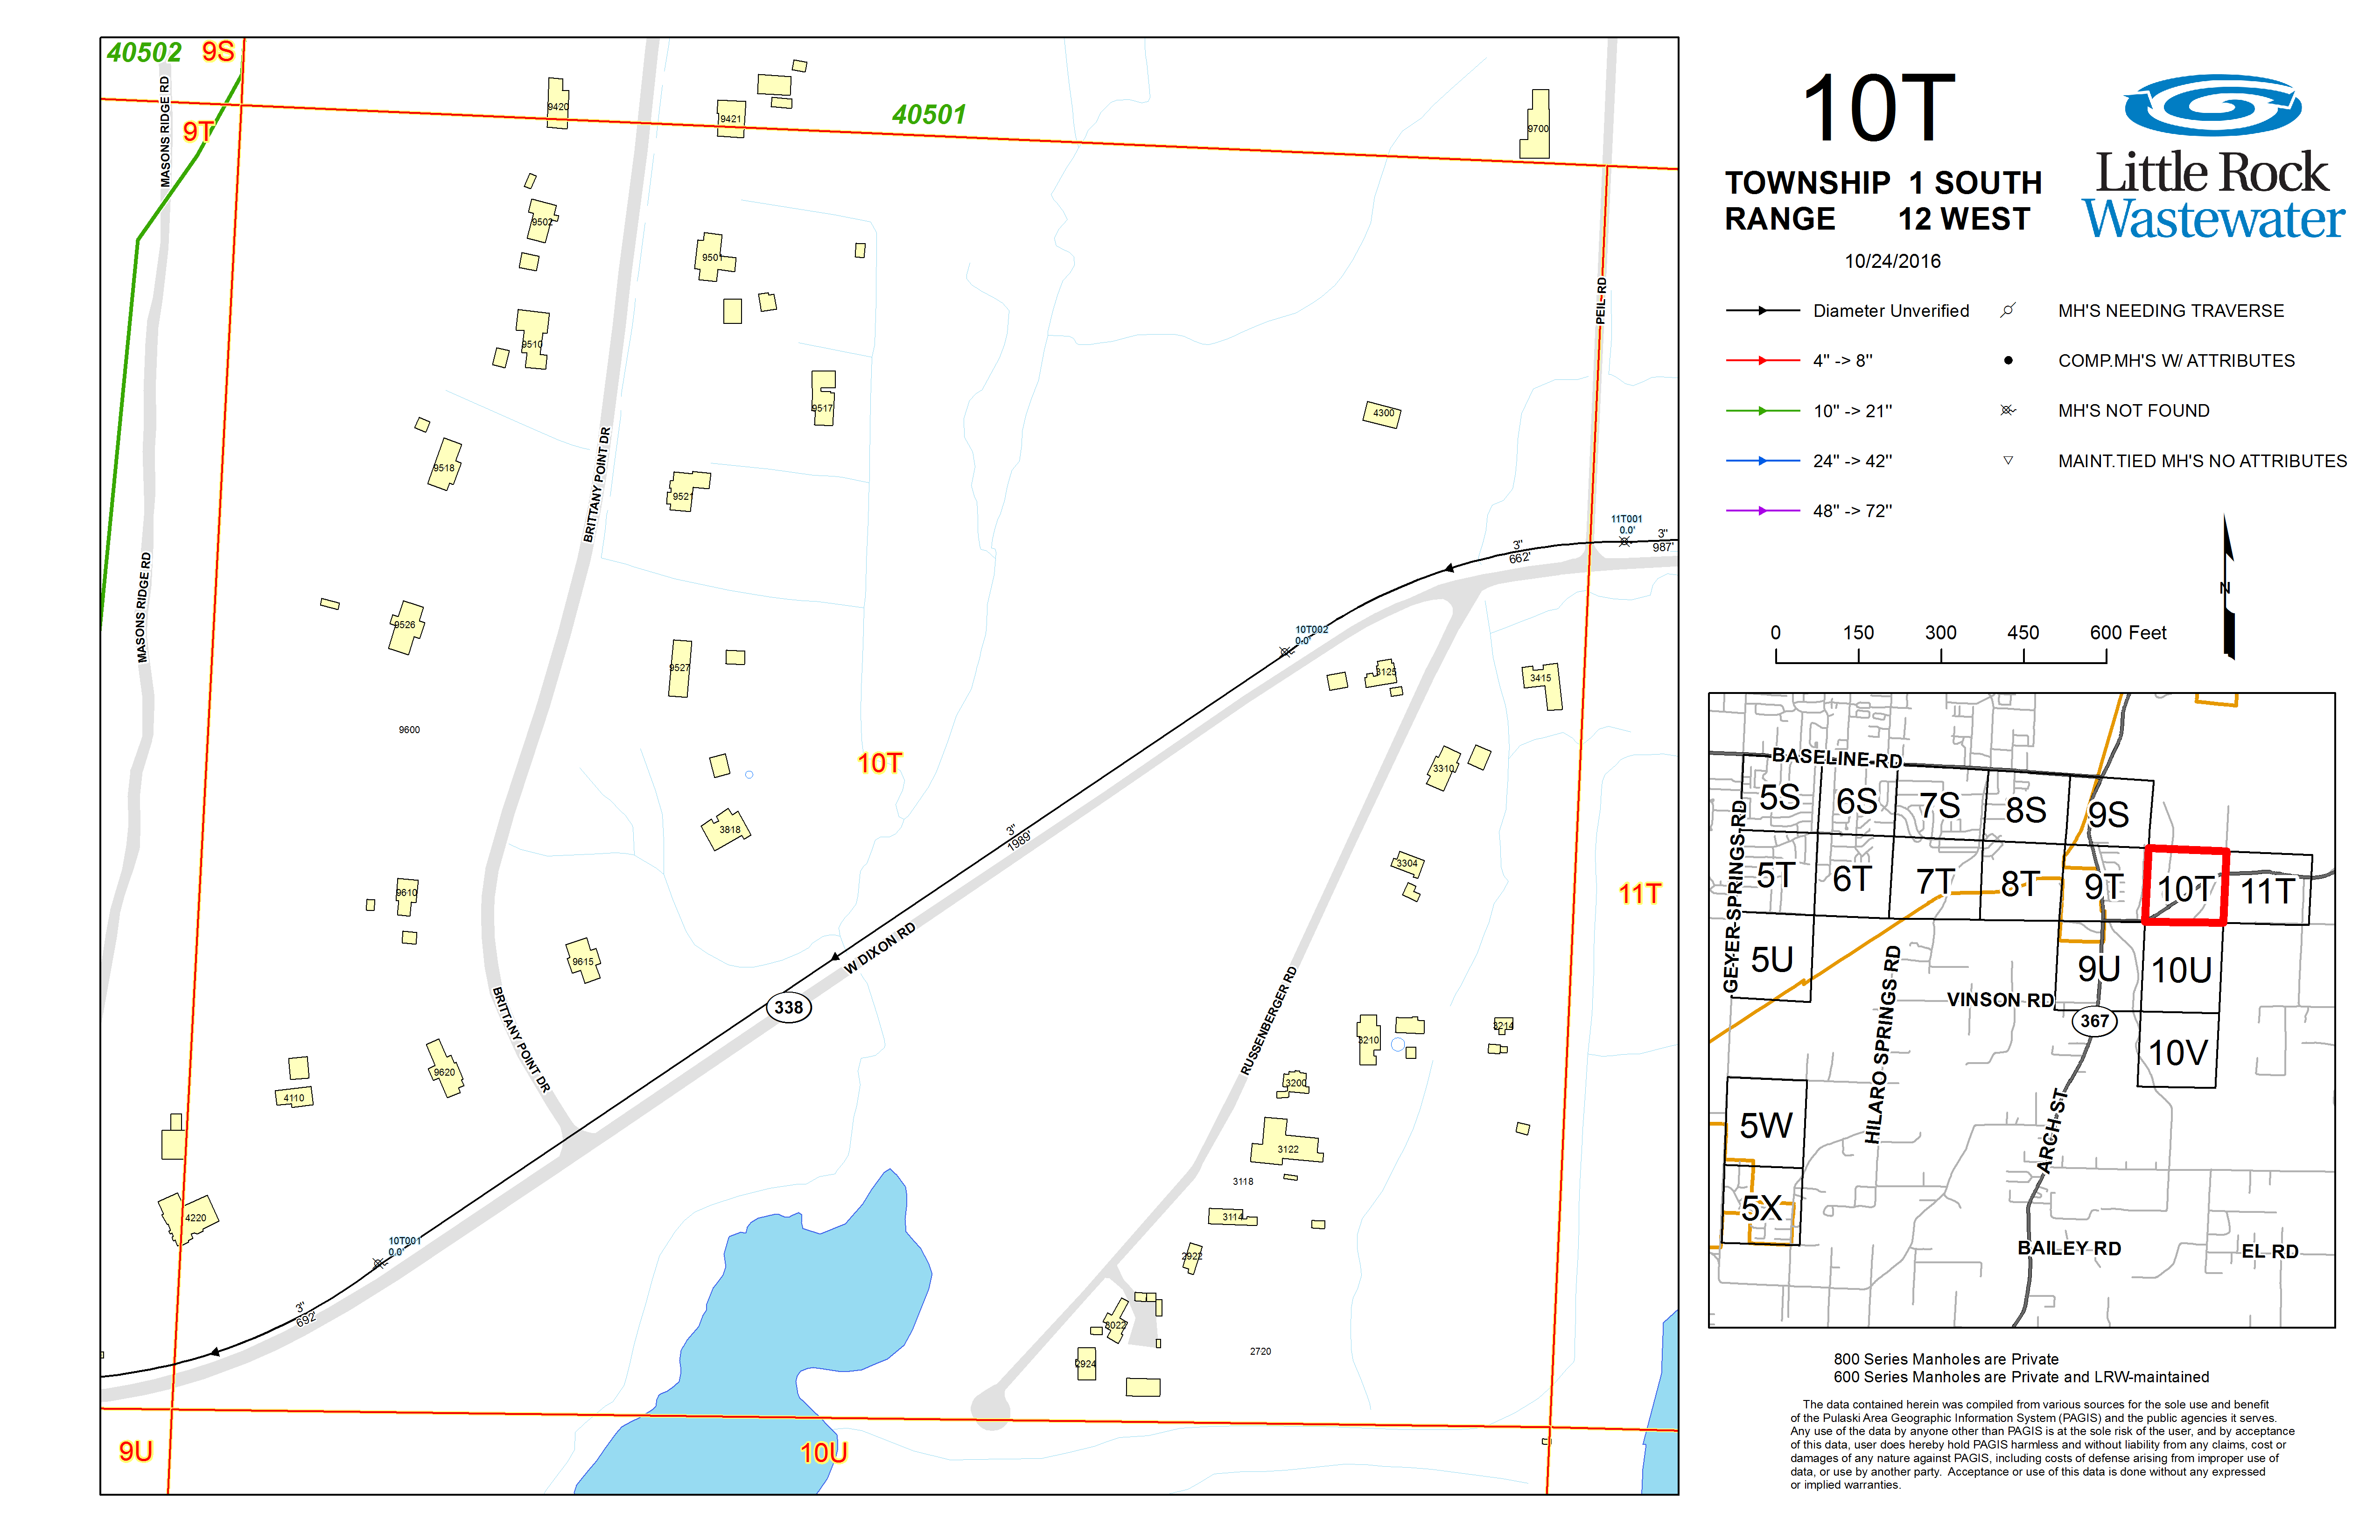 40502
9S
9T
MASONS RIDGE RD
9420
9421
40501
9700
9502
9501
9510
9517
9518
9521
BRITTANY POINT DR
PEIL RD
4300
11T001
0.0'
3"
987'
3"
662'
MASONS RIDGE RD
9526
9527
10T002
0.0'
3125
3415
9600
10T
3310
3818
3"
1989'
3304
11T
9610
9615
W DIXON RD
338
BRITTANY POINT DR
RUSSENBERGER RD
3210
3214
9620
3200
4110
3122
3118
4220
3114
10T001
0.0'
2922
3"
692'
3022
2924
2720
9U
10U
10T
TOWNSHIP 1 SOUTH
RANGE 12 WEST
10/24/2016
Little Rock
Wastewater
Diameter Unverified
4" -> 8"
10" -> 21"
24" -> 42"
48" -> 72"
MH'S NEEDING TRAVERSE
COMP.MH'S W/ ATTRIBUTES
MH'S NOT FOUND
MAINT.TIED MH'S NO ATTRIBUTES
N
0 150 300 450 600 Feet
BASELINE RD
5S 6S 7S 8S 9S
GEYER SPRINGS RD
5T 6T 7T 8T 9T 10T 11T
5U 9U 10U
HILARO SPRINGS RD
VINSON RD
367
10V
ARCH ST
5W
5X
BAILEY RD
EL RD
800 Series Manholes are Private
600 Series Manholes are Private and LRW-maintained
The data contained herein was compiled from various sources for the sole use and benefit
of the Pulaski Area Geographic Information System (PAGIS) and the public agencies it serves.
Any use of the data by anyone other than PAGIS is at the sole risk of the user, and by acceptance
of this data, user does hereby hold PAGIS harmless and without liability from any claims, cost or
damages of any nature against PAGIS, including costs of defense arising from improper use of
data, or use by another party. Acceptance or use of this data is done without any expressed
or implied warranties.